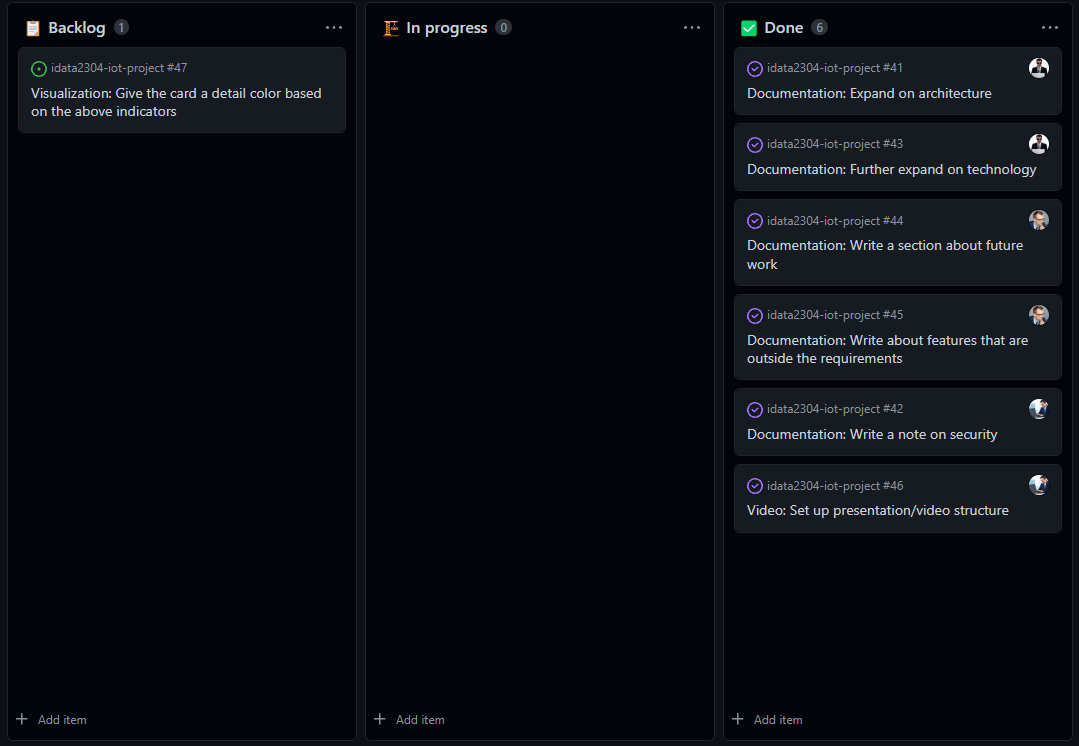 Backlog 1
idata2304-iot-project #47
Visualization: Give the card a detail color based
on the above indicators
Add item
In progress 0
Add item
Done 6
idata2304-iot-project #41
Documentation: Expand on architecture
idata2304-iot-project #43
Documentation: Further expand on technology
idata2304-iot-project #44
Documentation: Write a section about future
work
idata2304-iot-project #45
Documentation: Write about features that are
outside the requirements
idata2304-iot-project #42
Documentation: Write a note on security
idata2304-iot-project #46
Video: Set up presentation/video structure
Add item